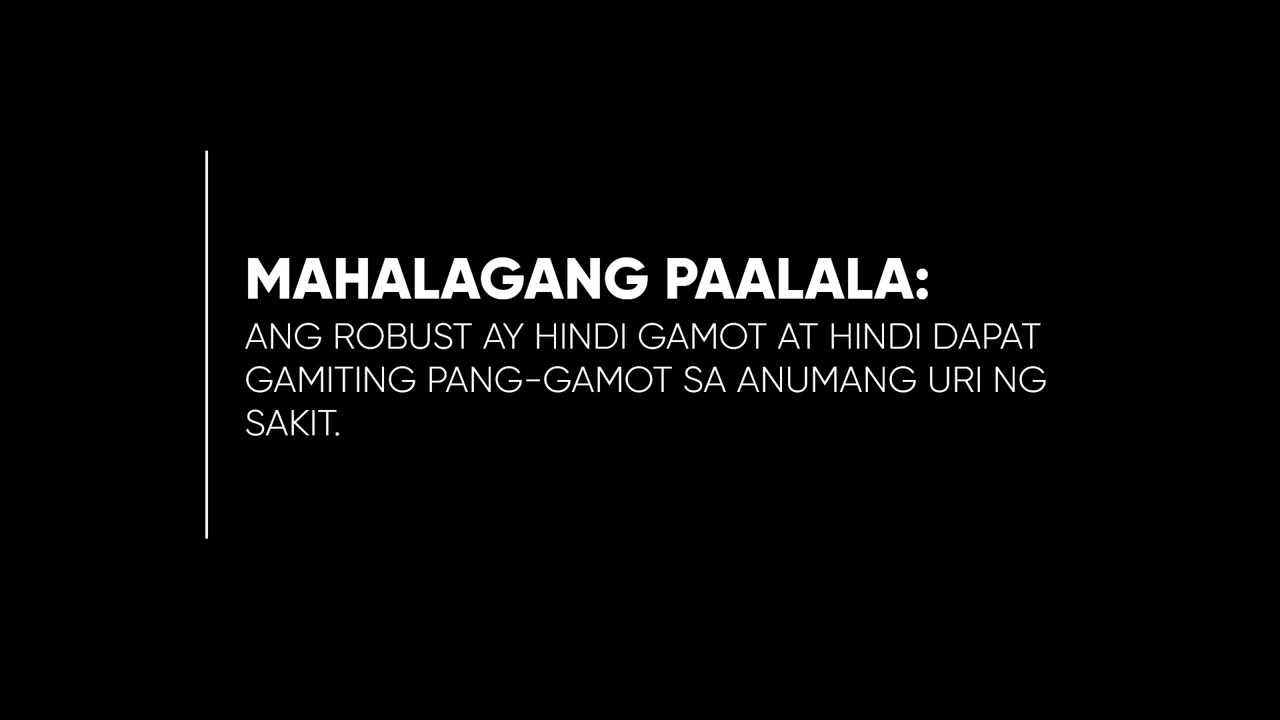 MAHALAGANG PAALALA:
ANG ROBUST AY HINDI GAMOT AT HINDI DAPAT
GAMITING PANG-GAMOT SA ANUMANG URI NG
SAKIT.